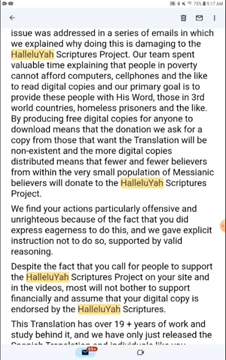 75% 5:17 AM
issue was addressed in a series of emails in which
we explained why doing this is damaging to the
HalleluYah Scriptures Project. Our team spent
valuable time explaining that people in poverty
cannot afford computers, cellphones and the like
to read digital copies and our primary goal is to
provide these people with His Word, those in 3rd
world countries, homeless prisoners and the like.
By producing free digital copies for anyone to
download means that the donation we ask for a
copy from those that want the Translation will be
non-existent and the more digital copies
distributed means that fewer and fewer believers
from within the very small population of Messianic
believers will donate to the HalleluYah Scriptures
Project.
We find your actions particularly offensive and
unrighteous because of the fact that you did
express eagerness to do this, and we gave explicit
instruction not to do so, supported by valid
reasoning.
Despite the fact that you call for people to support
the HalleluYah Scriptures Project on your site and
in the videos, most will not bother to support
financially and assume that your digital copy is
endorsed by the HalleluYah Scriptures.
This Translation has over 19 + years of work and
study behind it, and we have only just released the